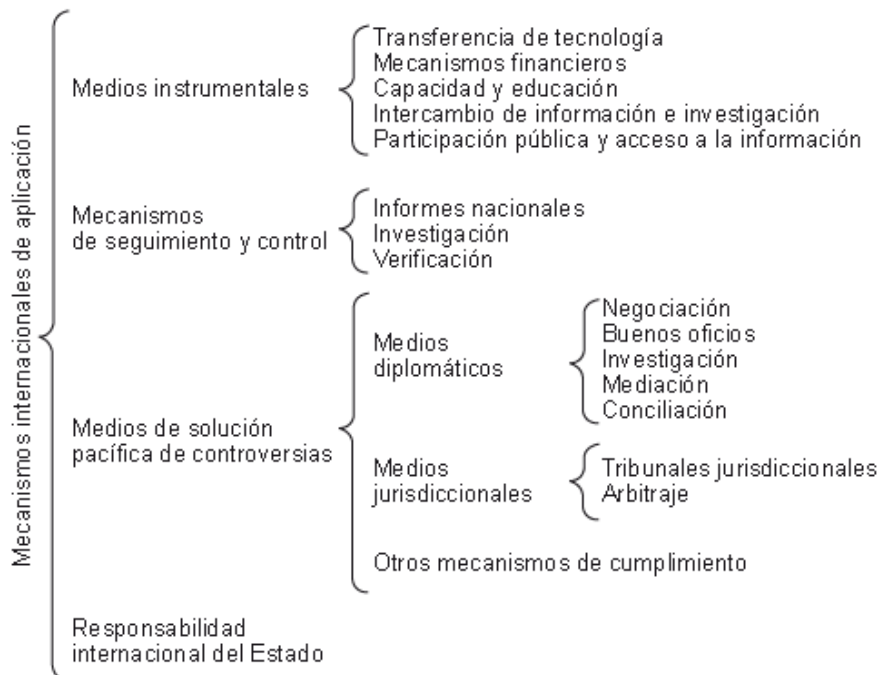 Mecanismos internacionales de aplicación
Medios instrumentales
Transferencia de tecnología
Mecanismos financieros
Capacidad y educación
Intercambio de información e investigación
Participación pública y acceso a la información
Mecanismos
de seguimiento y control
Informes nacionales
Investigación
Verificación
Medios de solución
pacífica de controversias
Medios
diplomáticos
Negociación
Buenos oficios
Investigación
Mediación
Conciliación
Medios
jurisdiccionales
Tribunales jurisdiccionales
Arbitraje
Otros mecanismos de cumplimiento
Responsabilidad
internacional del Estado